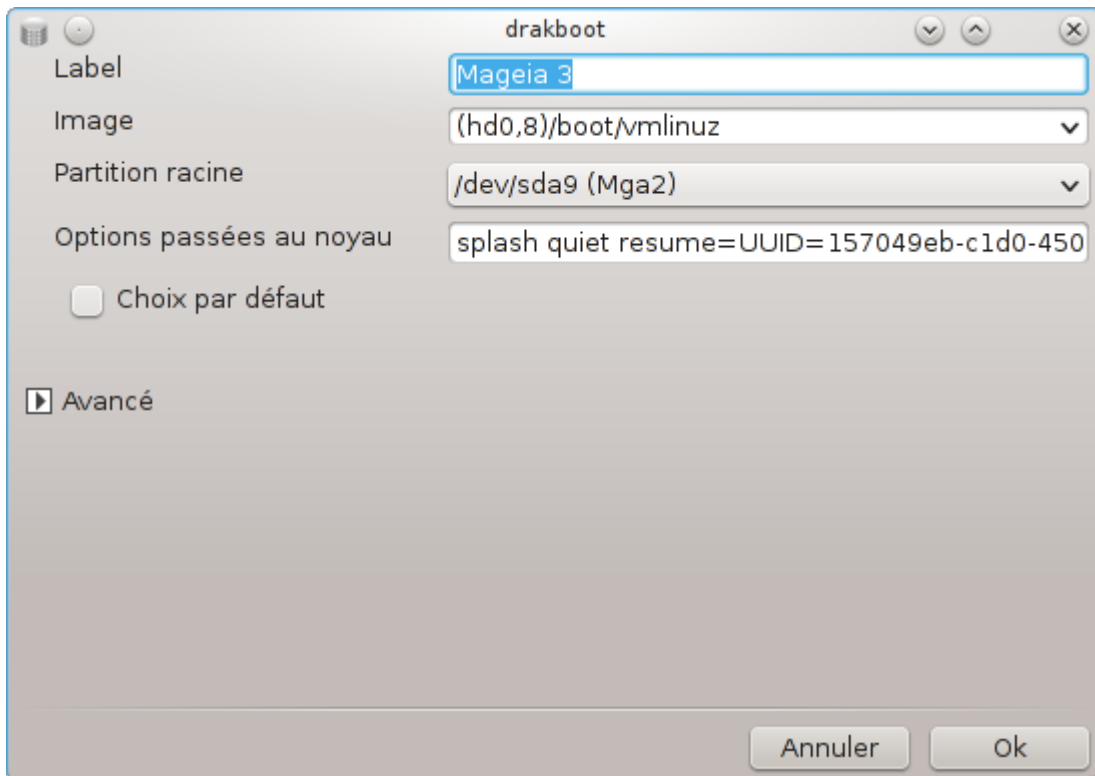 drakboot
Label
Mageia 3
Image
(hd0,8)/boot/vmlinuz
Partition racine
/dev/sda9 (Mga2)
Options passées au noyau
splash quiet resume=UUID=157049eb-c1d0-450
Choix par défaut
Avancé
Annuler
Ok